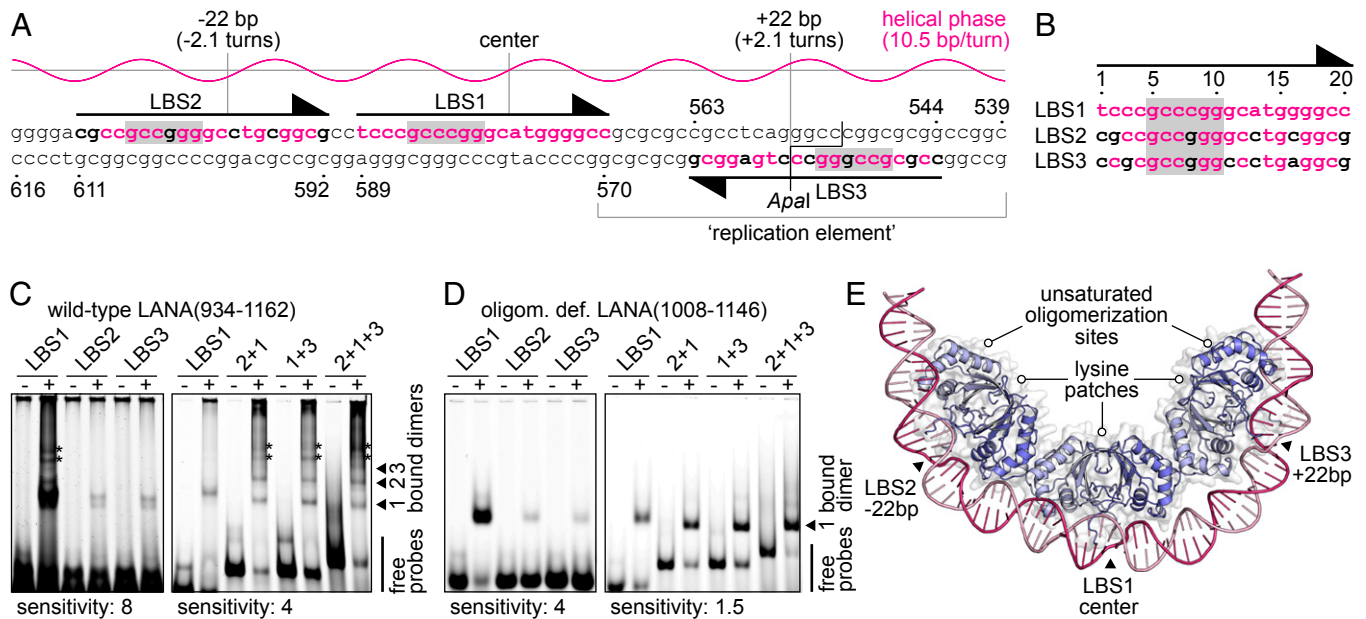 A
-22 bp
(-2.1 turns)
center
+22 bp
(+2.1 turns)
helical phase
(10.5 bp/turn)
LBS2
LBS1
563
544
539
ggggacgccgccggggcctgcggcgcctcccgcccgggcatggggccgcgcgccgcctcagggcccggcgcggccggc
cccctgcggcggccccggacgccgcggagggcgggcccgtaccccggcgcgcggcggagtcccgggccgcgccggccg
616
611
592
589
570
ApaI
LBS3
'replication element'
B
1 5 10 15 20
LBS1 tcccgcccgggcatggggcc
LBS2 cgccgccggggcctgcggcg
LBS3 ccgcgccgggccctgaggcg
C
wild-type LANA(934-1162)
LBS1 LBS2 LBS3 LBS1 2+1 1+3 2+1+3
- + - + - + - + - + - + - +
* * * *
* * * *
1 2 3 bound dimers
free probes
sensitivity: 8
sensitivity: 4
D
oligom. def. LANA(1008-1146)
LBS1 LBS2 LBS3 LBS1 2+1 1+3 2+1+3
- + - + - + - + - + - + - +
1 bound dimer
free probes
sensitivity: 4
sensitivity: 1.5
E
unsaturated
oligomerization
sites
lysine
patches
LBS2
-22bp
LBS1
center
LBS3
+22bp